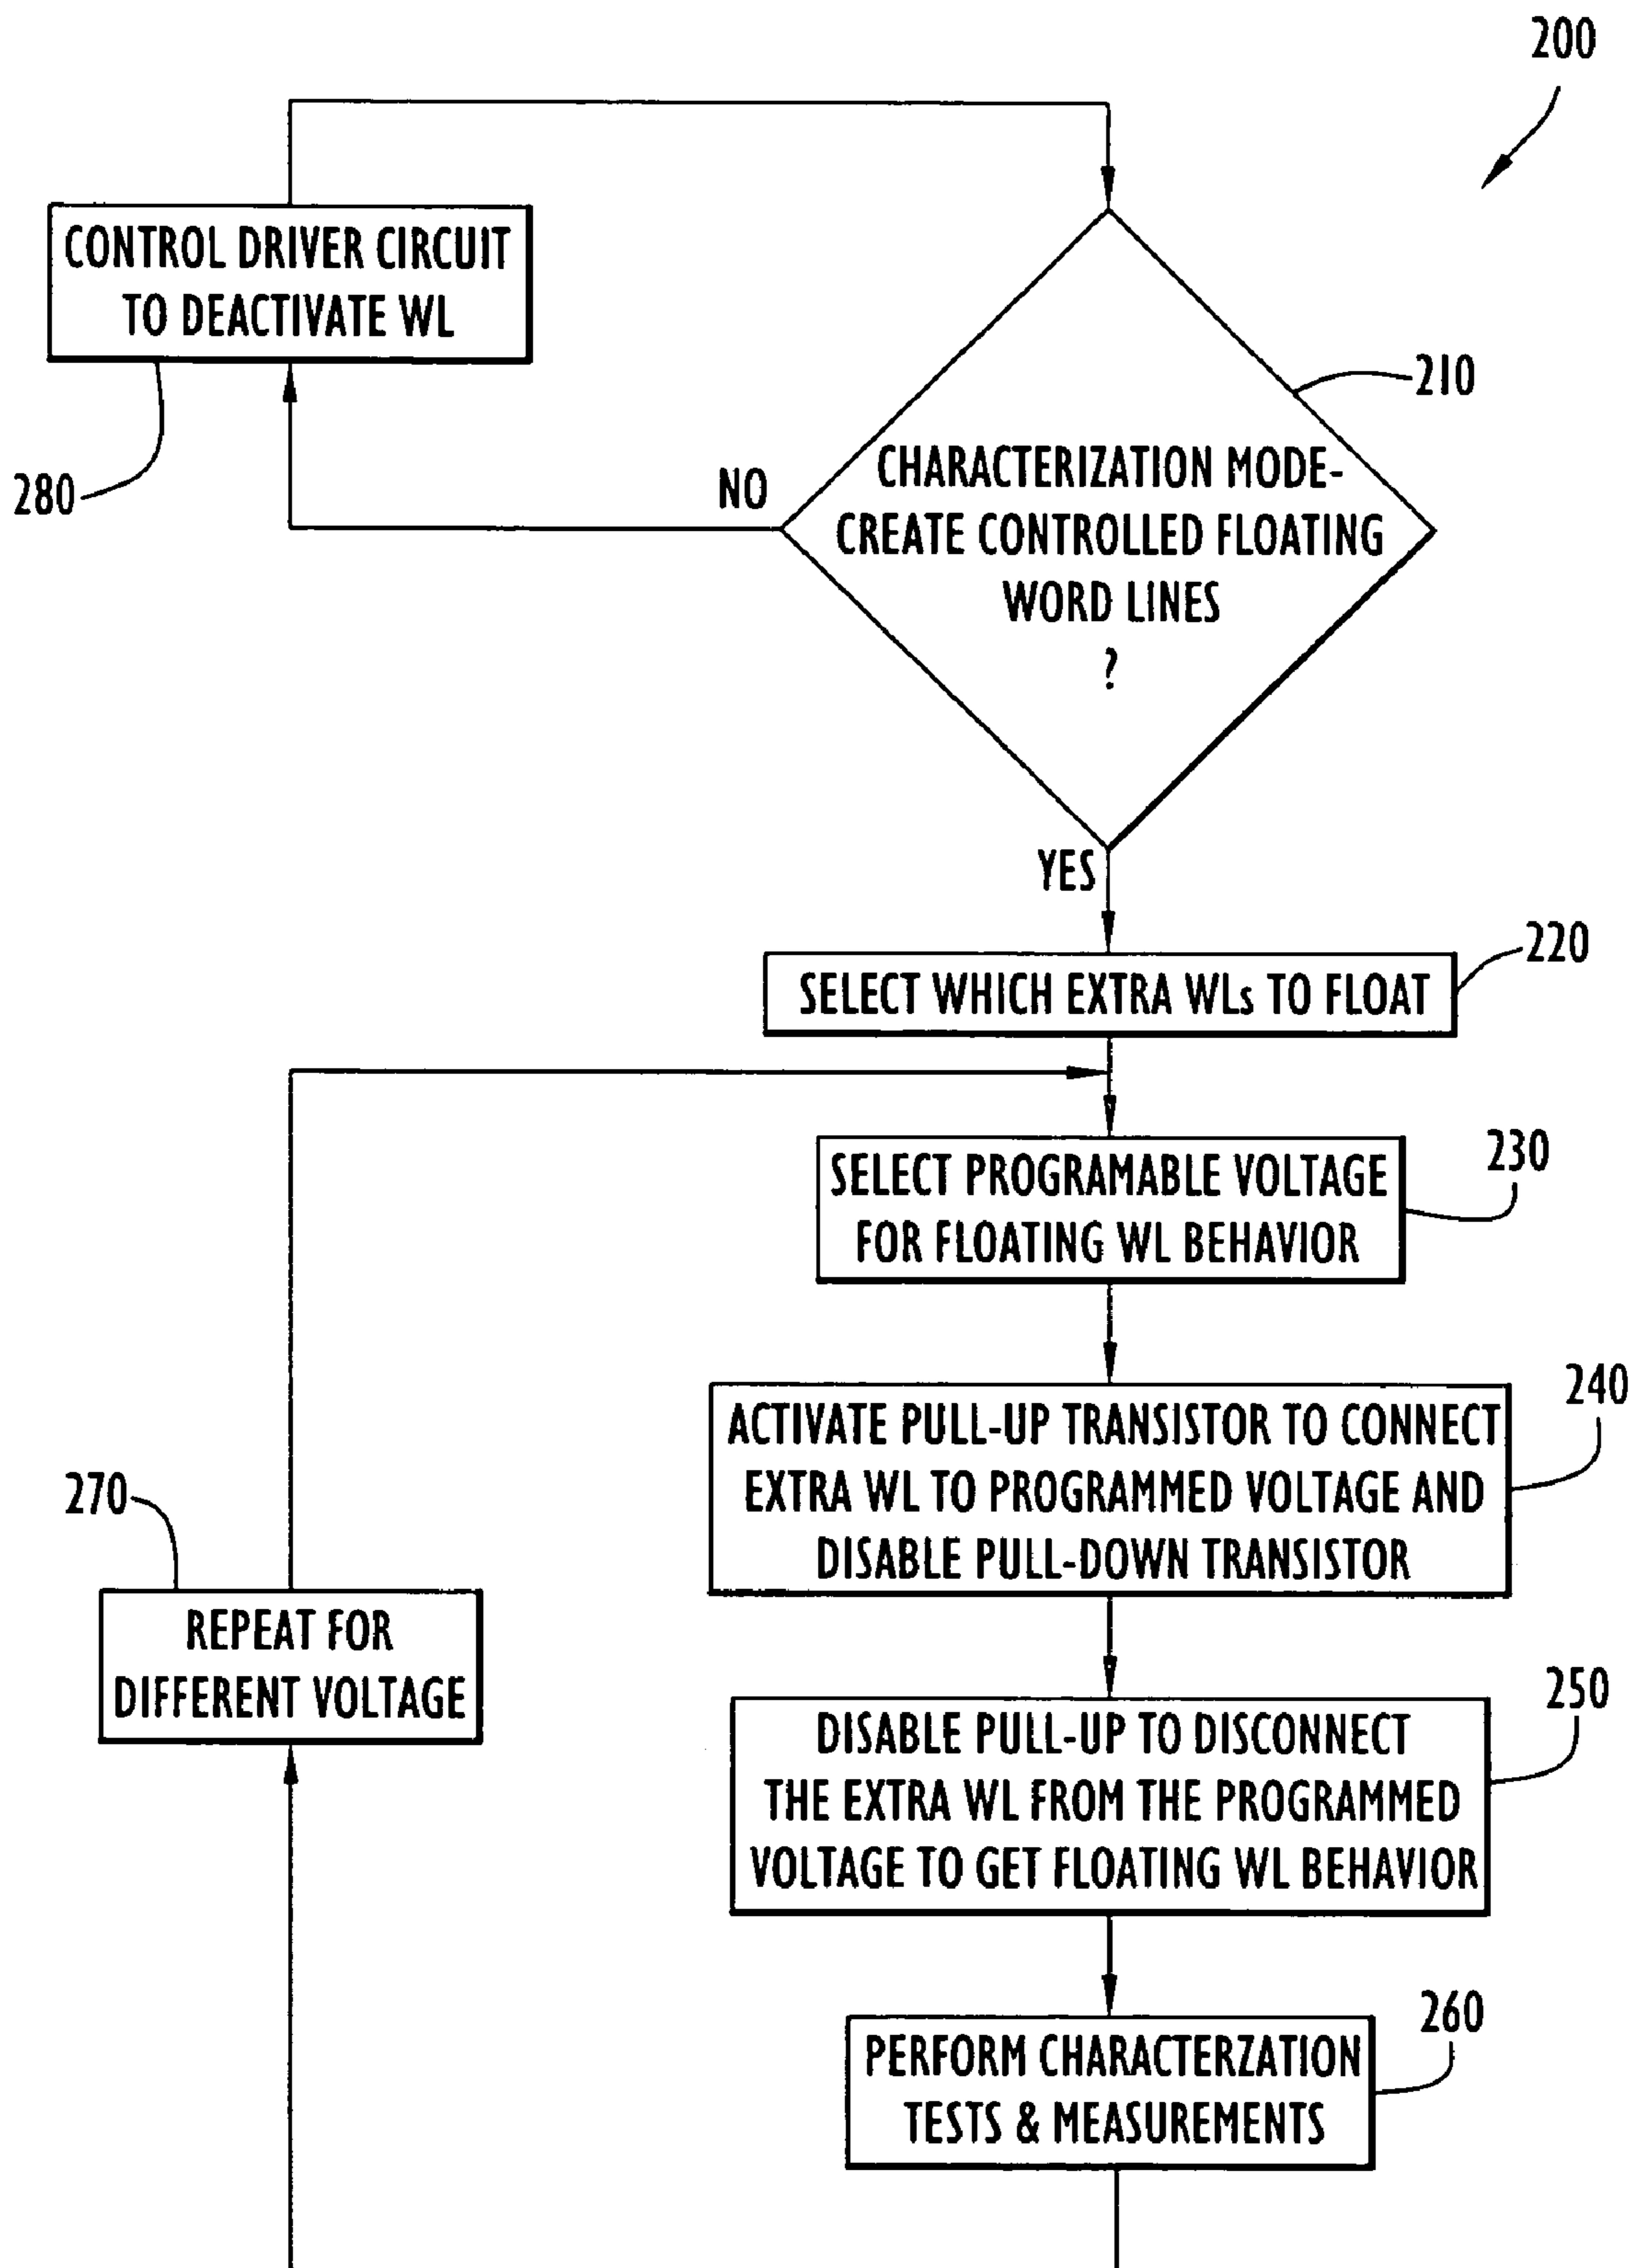 200
CONTROL DRIVER CIRCUIT
TO DEACTIVATE WL
280
210
NO
CHARACTERIZATION MODE-
CREATE CONTROLLED FLOATING
WORD LINES
?
YES
220
SELECT WHICH EXTRA WLs TO FLOAT
230
SELECT PROGRAMABLE VOLTAGE
FOR FLOATING WL BEHAVIOR
240
ACTIVATE PULL-UP TRANSISTOR TO CONNECT
EXTRA WL TO PROGRAMMED VOLTAGE AND
DISABLE PULL-DOWN TRANSISTOR
270
REPEAT FOR
DIFFERENT VOLTAGE
250
DISABLE PULL-UP TO DISCONNECT
THE EXTRA WL FROM THE PROGRAMMED
VOLTAGE TO GET FLOATING WL BEHAVIOR
260
PERFORM CHARACTERZATION
TESTS & MEASUREMENTS